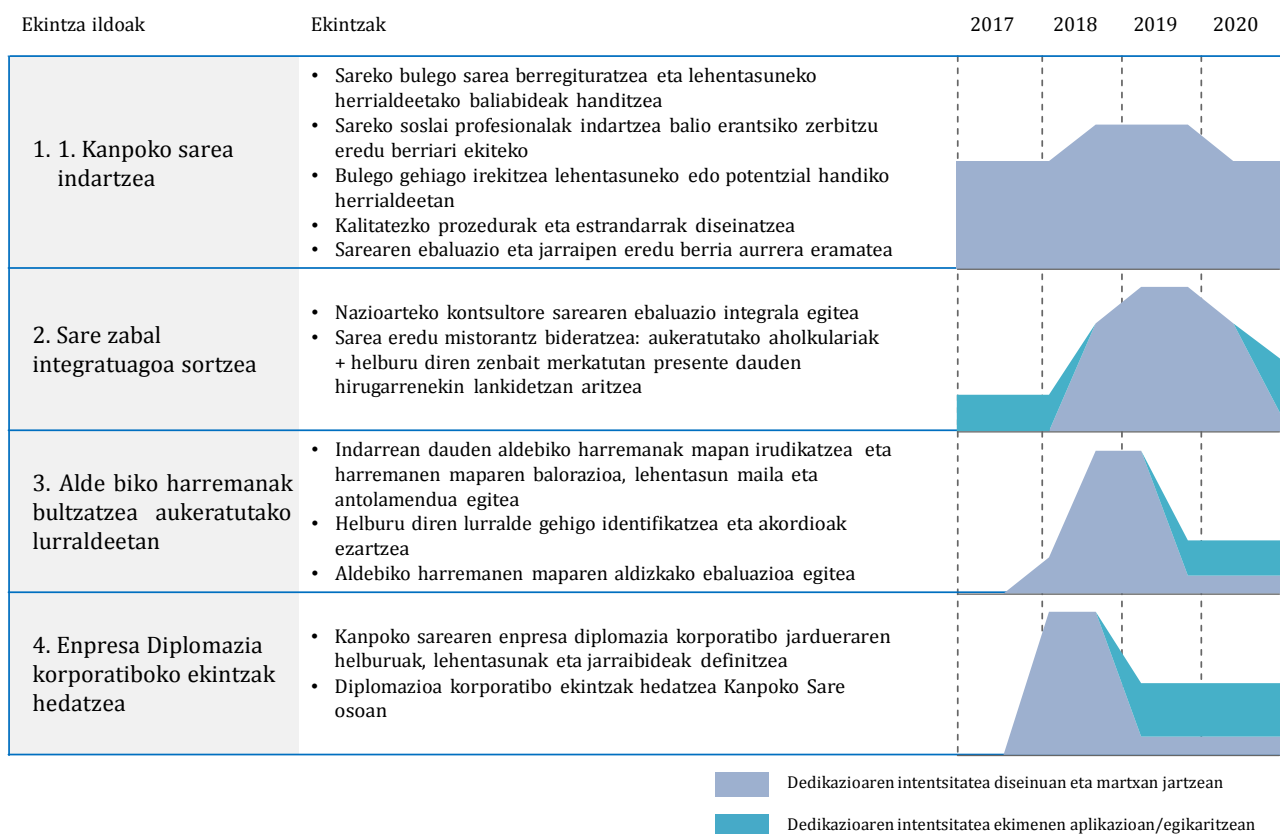 Ekintza ildoak Ekintzak 2017 2018 2019 2020
1. 1. Kanpoko sarea
indartzea
• Sareko bulego sarea berregituratzea eta lehentasuneko
herrialdeetako baliabideak handitzea
• Sareko soslai profesionalak indartzea balio erantsiko zerbitzu
eredu berriari ekiteko
• Bulego gehiago irekitzea lehentasuneko edo potentzial handiko
herrialdeetan
• Kalitatezko prozedurak eta estrandarrak diseinatzea
• Sarearen ebaluazio eta jarraipen eredu berria aurrera eramatea
2. Sare zabal
integratuagoa sortzea
• Nazioarteko kontsultore sarearen ebaluazio integrala egitea
• Sarea eredu mistorantz bideratzea: aukeratutako aholkulariak
+ helburu diren zenbait merkatutan presente dauden
hirugarrenekin lankidetzan aritzea
3. Alde biko harremanak
bultzatzea aukeratutako
lurraldeetan
• Indarrean dauden aldebiko harremanak mapan irudikatzea eta
harremanen maparen balorazioa, lehentasun maila eta
antolamendua egitea
• Helburu diren lurralde gehigo identifikatzea eta akordioak
ezartzea
• Aldebiko harremanen maparen aldizkako ebaluazioa egitea
4. Enpresa Diplomazia
korporatiboko ekintzak
hedatzea
• Kanpoko sarearen enpresa diplomazia korporatibo jardueraren
helburuak, lehentasunak eta jarraibideak definitzea
• Diplomazioa korporatibo ekintzak hedatzea Kanpoko Sare
osoan
Dedikazioaren intentsitatea diseinuan eta martxan jartzean
Dedikazioaren intentsitatea ekimenen aplikazioan/egikaritzean